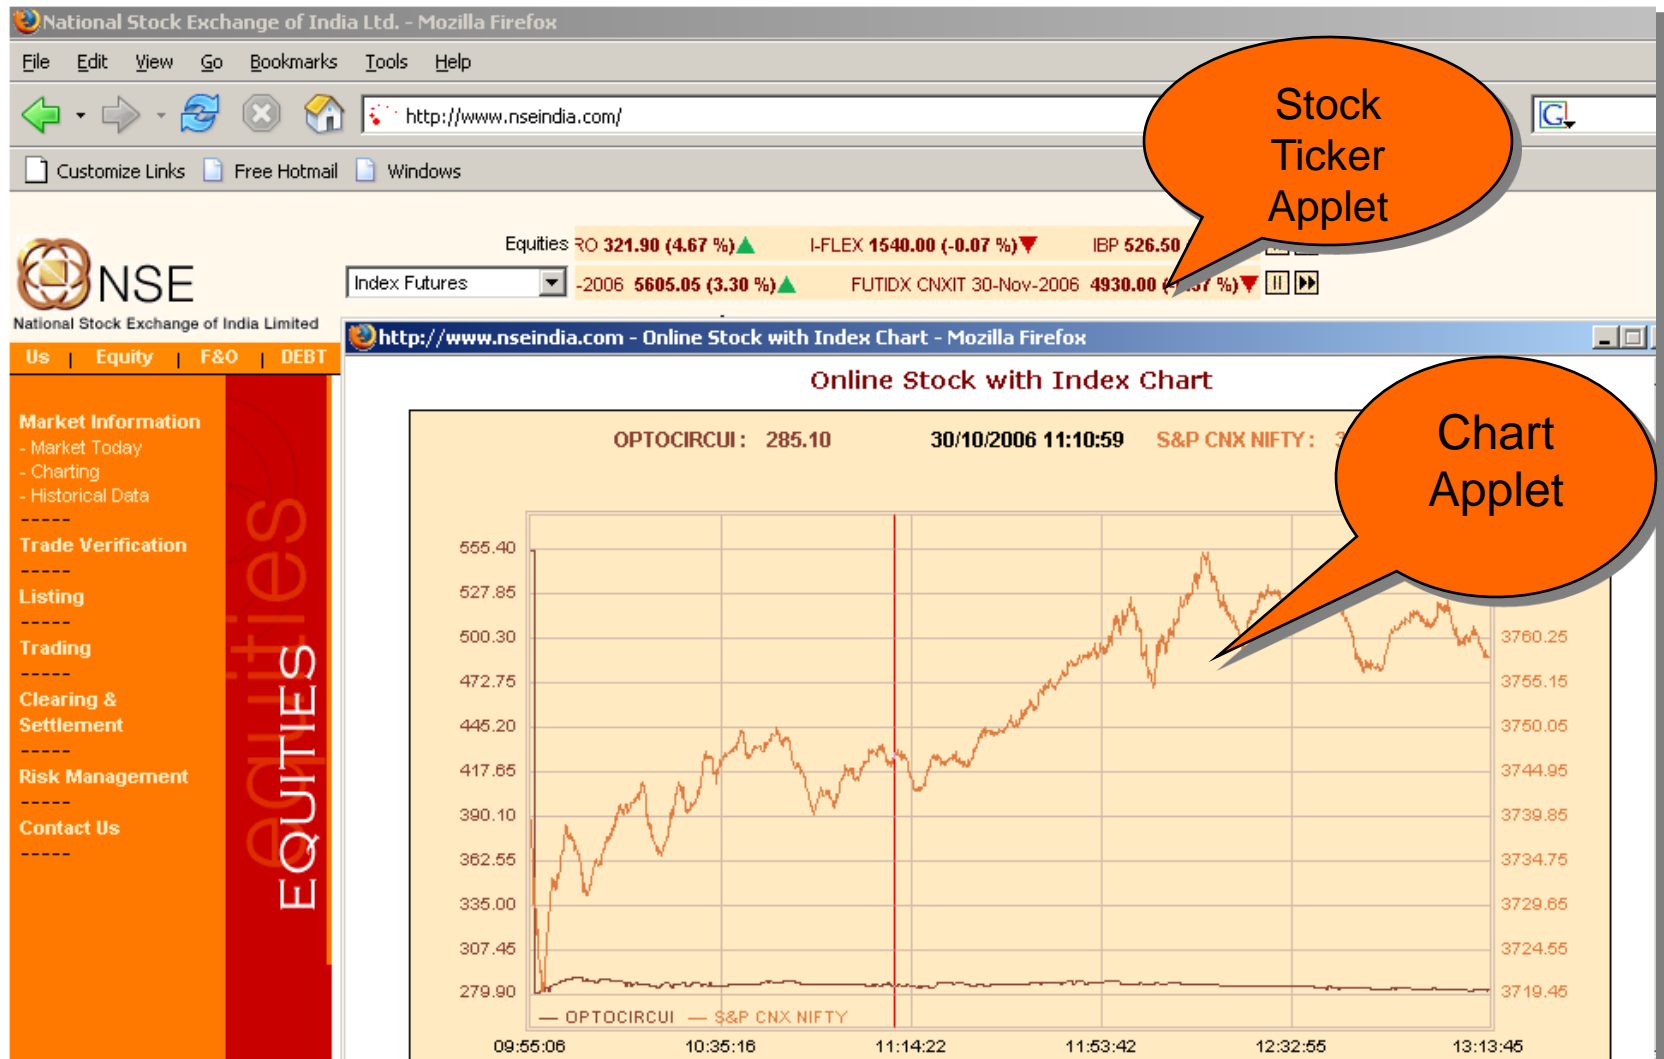 National Stock Exchange of India Ltd. - Mozilla Firefox
File Edit View Go Bookmarks Tools Help
http://www.nseindia.com/
G
Customize Links Free Hotmail Windows
Stock
Ticker
Applet
Equities RO 321.90 (4.67 %) I-FLEX 1540.00 (-0.07 %) IBP 526.50
Index Futures -2006 5605.05 (3.30 %) FUTIDX CNXIT 30-Nov-2006 4930.00 %)
NSE
National Stock Exchange of India Limited
Us | Equity | F&O | DEBT
http://www.nseindia.com - Online Stock with Index Chart - Mozilla Firefox
Online Stock with Index Chart
Chart
Applet
OPTOCIRCUI : 285.10 30/10/2006 11:10:59 S&P CNX NIFTY :
Market Information
- Market Today
- Charting
- Historical Data
-----
Trade Verification
-----
Listing
-----
Trading
-----
Clearing &
Settlement
-----
Risk Management
-----
Contact Us
-----
equities
EQUITIES
555.40
527.85
500.30 3760.25
472.75 3755.15
445.20 3750.05
417.65 3744.95
390.10 3739.85
362.55 3734.75
335.00 3729.65
307.45 3724.55
279.90 3719.45
— OPTOCIRCUI — S&P CNX NIFTY
09:55:06 10:35:16 11:14:22 11:53:42 12:32:55 13:13:45